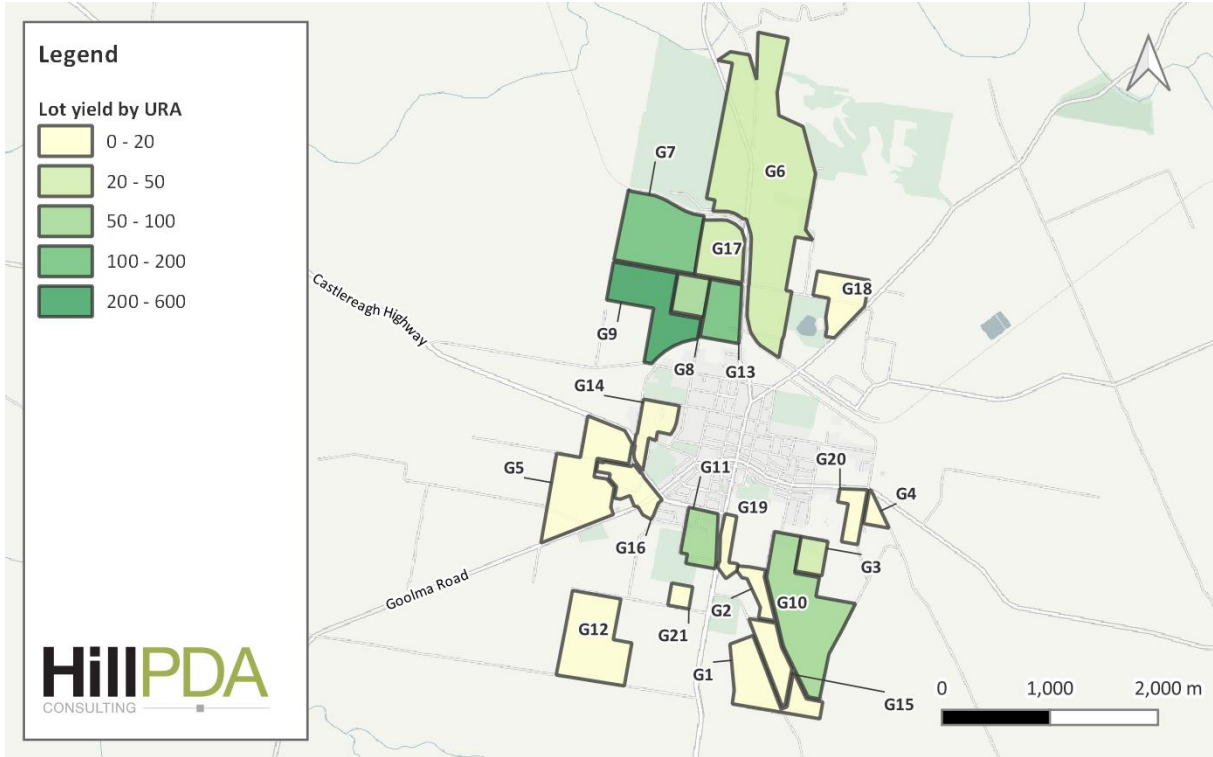 Legend
Lot yield by URA
0 - 20
20 - 50
50 - 100
100 - 200
200 - 600
G7
G6
G17
G18
G9
G8
G13
Castlereagh Highway
G14
G5
G11
G20
G4
G19
G16
G3
Goolma Road
G2
G10
G12
G21
G1
G15
HillPDA
CONSULTING
0 1,000 2,000 m